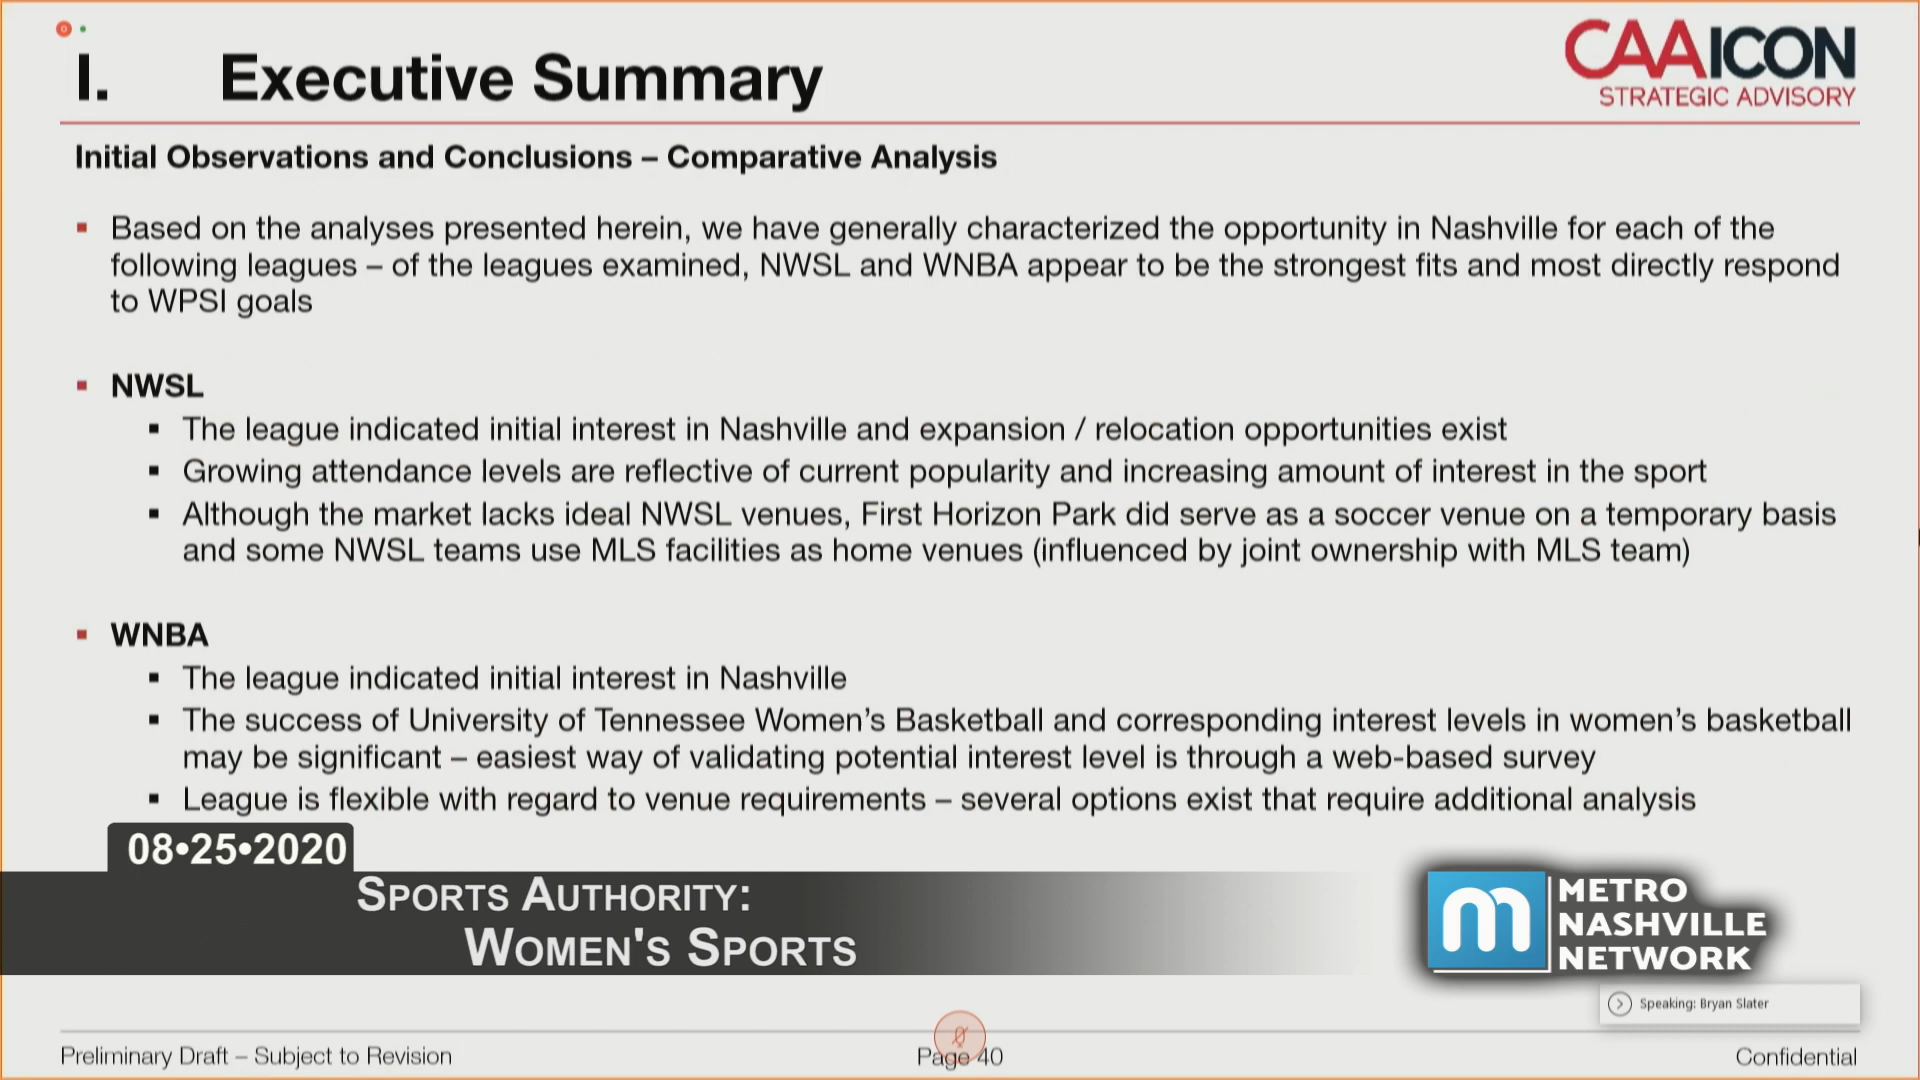 I. Executive Summary
CAAICON
STRATEGIC ADVISORY
Initial Observations and Conclusions – Comparative Analysis
▪ Based on the analyses presented herein, we have generally characterized the opportunity in Nashville for each of the
following leagues – of the leagues examined, NWSL and WNBA appear to be the strongest fits and most directly respond
to WPSI goals
▪ NWSL
▪ The league indicated initial interest in Nashville and expansion / relocation opportunities exist
▪ Growing attendance levels are reflective of current popularity and increasing amount of interest in the sport
▪ Although the market lacks ideal NWSL venues, First Horizon Park did serve as a soccer venue on a temporary basis
and some NWSL teams use MLS facilities as home venues (influenced by joint ownership with MLS team)
▪ WNBA
▪ The league indicated initial interest in Nashville
▪ The success of University of Tennessee Women’s Basketball and corresponding interest levels in women’s basketball
may be significant – easiest way of validating potential interest level is through a web-based survey
▪ League is flexible with regard to venue requirements – several options exist that require additional analysis
08•25•2020
SPORTS AUTHORITY:
WOMEN'S SPORTS
m METRO
NASHVILLE
NETWORK
Speaking: Bryan Slater
Preliminary Draft – Subject to Revision
Page 40
Confidential